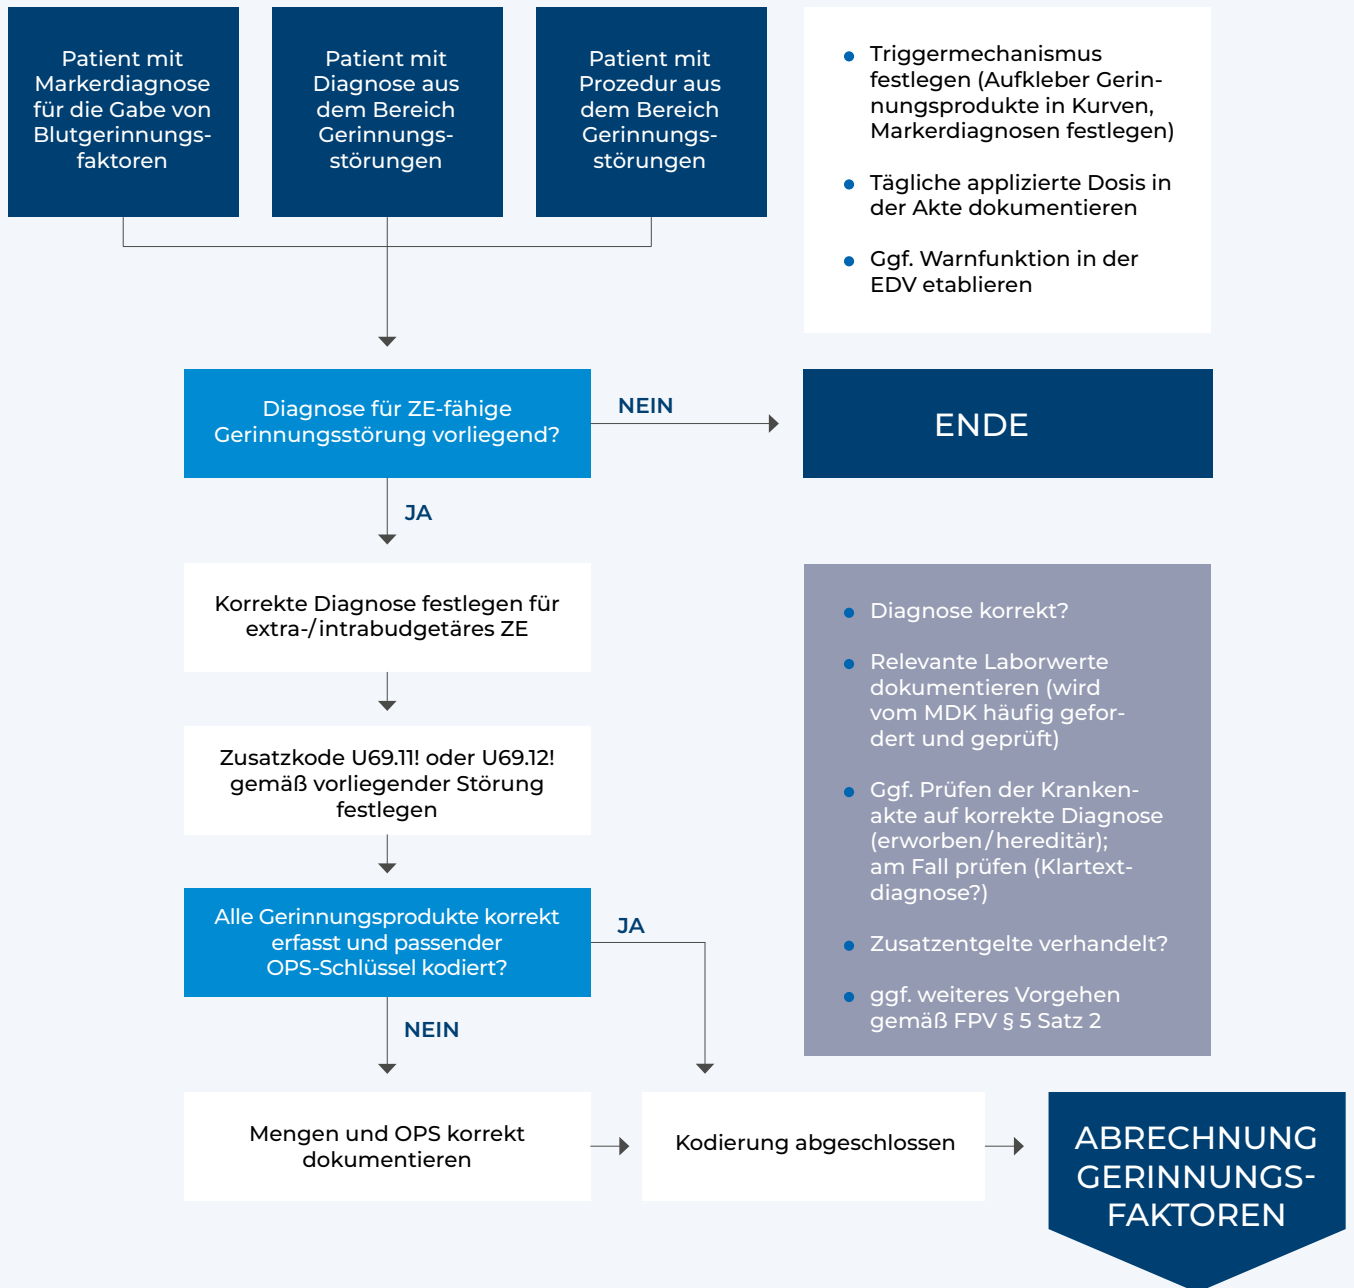 Patient mit
Markerdiagnose
für die Gabe von
Blutgerinnungs-
faktoren
Patient mit
Diagnose aus
dem Bereich
Gerinnungs-
störungen
Patient mit
Prozedur aus
dem Bereich
Gerinnungs-
störungen
• Triggermechanismus
festlegen (Aufkleber Gerin-
nungsprodukte in Kurven,
Markerdiagnosen festlegen)
• Tägliche applizierte Dosis in
der Akte dokumentieren
• Ggf. Warnfunktion in der
EDV etablieren
Diagnose für ZE-fähige
Gerinnungsstörung vorliegend?
NEIN
ENDE
JA
Korrekte Diagnose festlegen für
extra-/intrabudgetäres ZE
Zusatzkode U69.11! oder U69.12!
gemäß vorliegender Störung
festlegen
Alle Gerinnungsprodukte korrekt
erfasst und passender
OPS-Schlüssel kodiert?
JA
NEIN
• Diagnose korrekt?
• Relevante Laborwerte
dokumentieren (wird
vom MDK häufig gefor-
dert und geprüft)
• Ggf. Prüfen der Kranken-
akte auf korrekte Diagnose
(erworben/hereditär);
am Fall prüfen (Klartext-
diagnose?)
• Zusatzentgelte verhandelt?
• ggf. weiteres Vorgehen
gemäß FPV § 5 Satz 2
Mengen und OPS korrekt
dokumentieren
Kodierung abgeschlossen
ABRECHNUNG
GERINNUNGS-
FAKTOREN